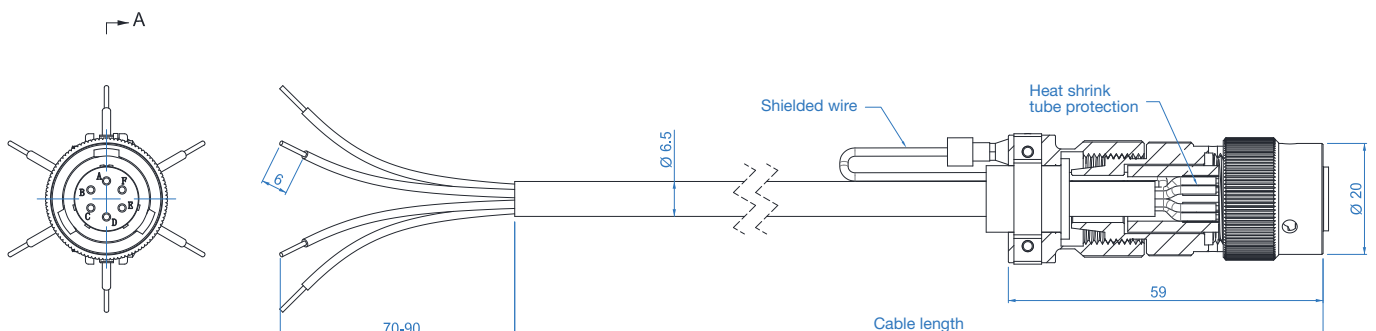 A
Heat shrink
tube protection
Shielded wire
Ø 6.5
6
A
B
F
C
E
D
Ø 20
59
70-90
Cable length